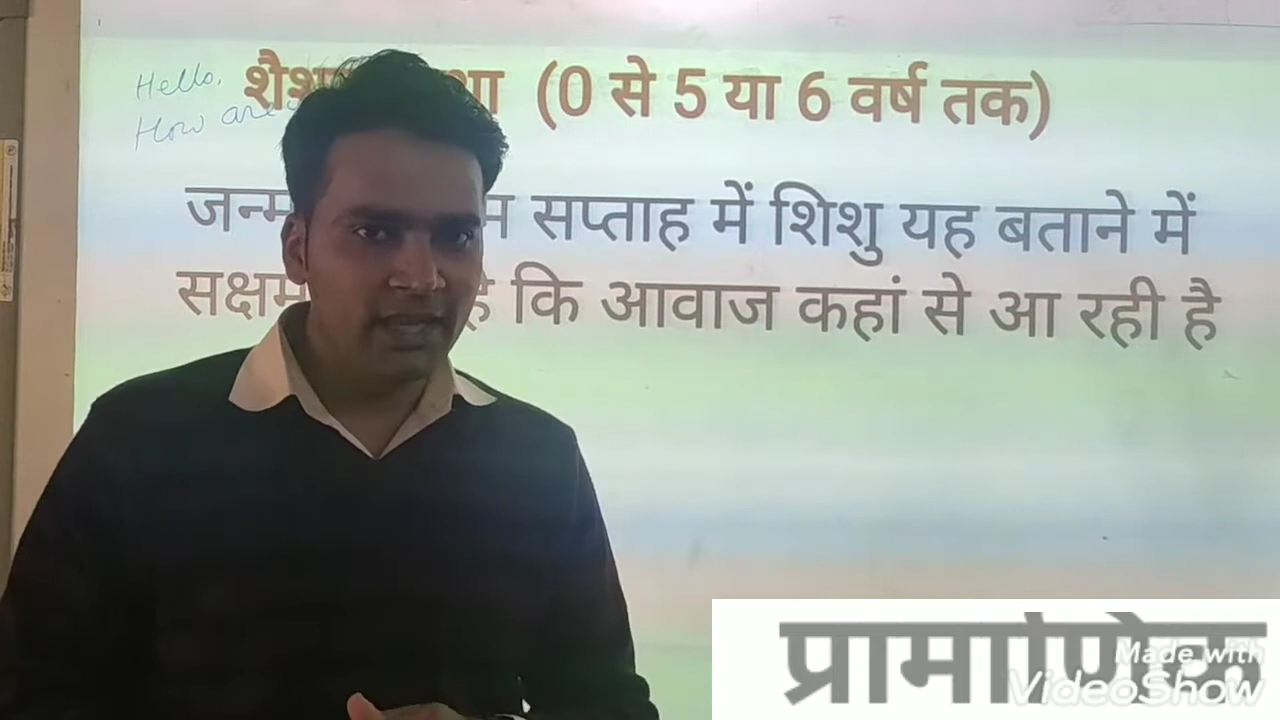 Hello,
How are
(0 से 5 या 6 वर्ष तक)
सप्ताह में शिशु यह बताने में
कि आवाज कहां से आ रही है
प्रामाणिक
Made with
VideoShow